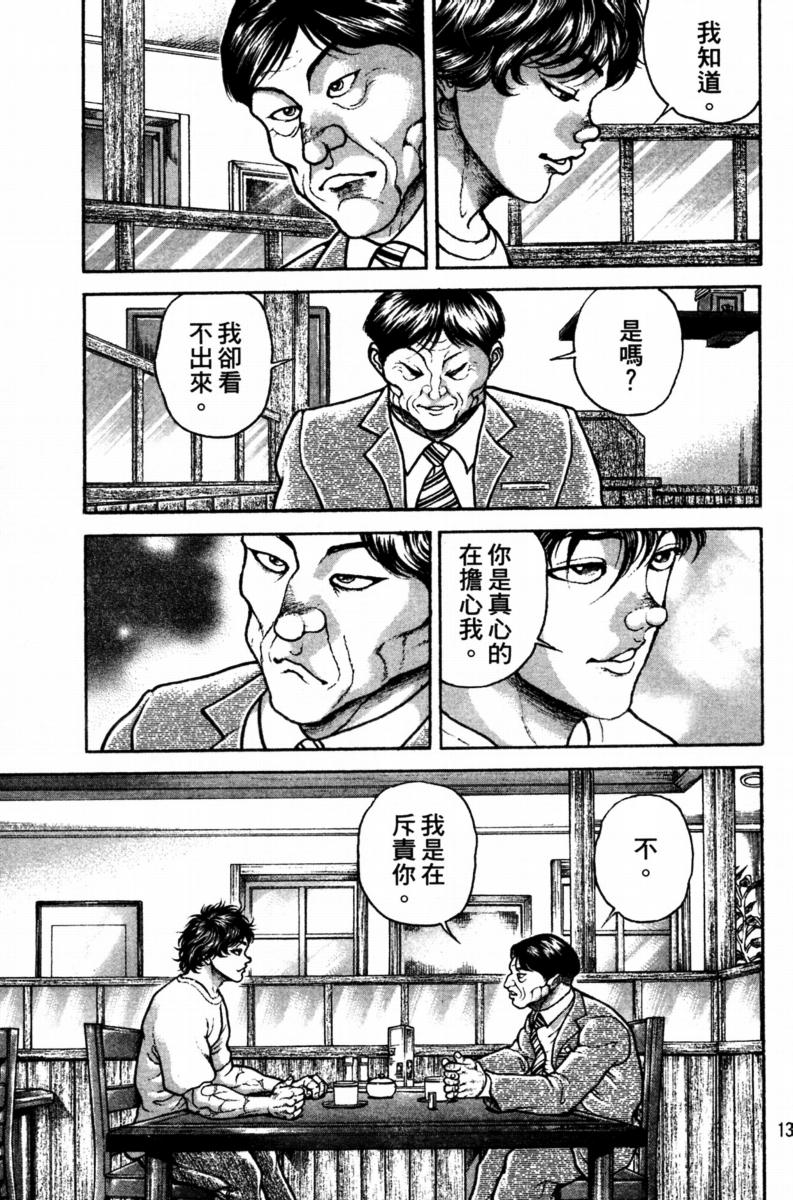 我知道。
是嗎?
我卻看
不出來。
你是真心的
在擔心我。
不。
我是在
斥責你。
13